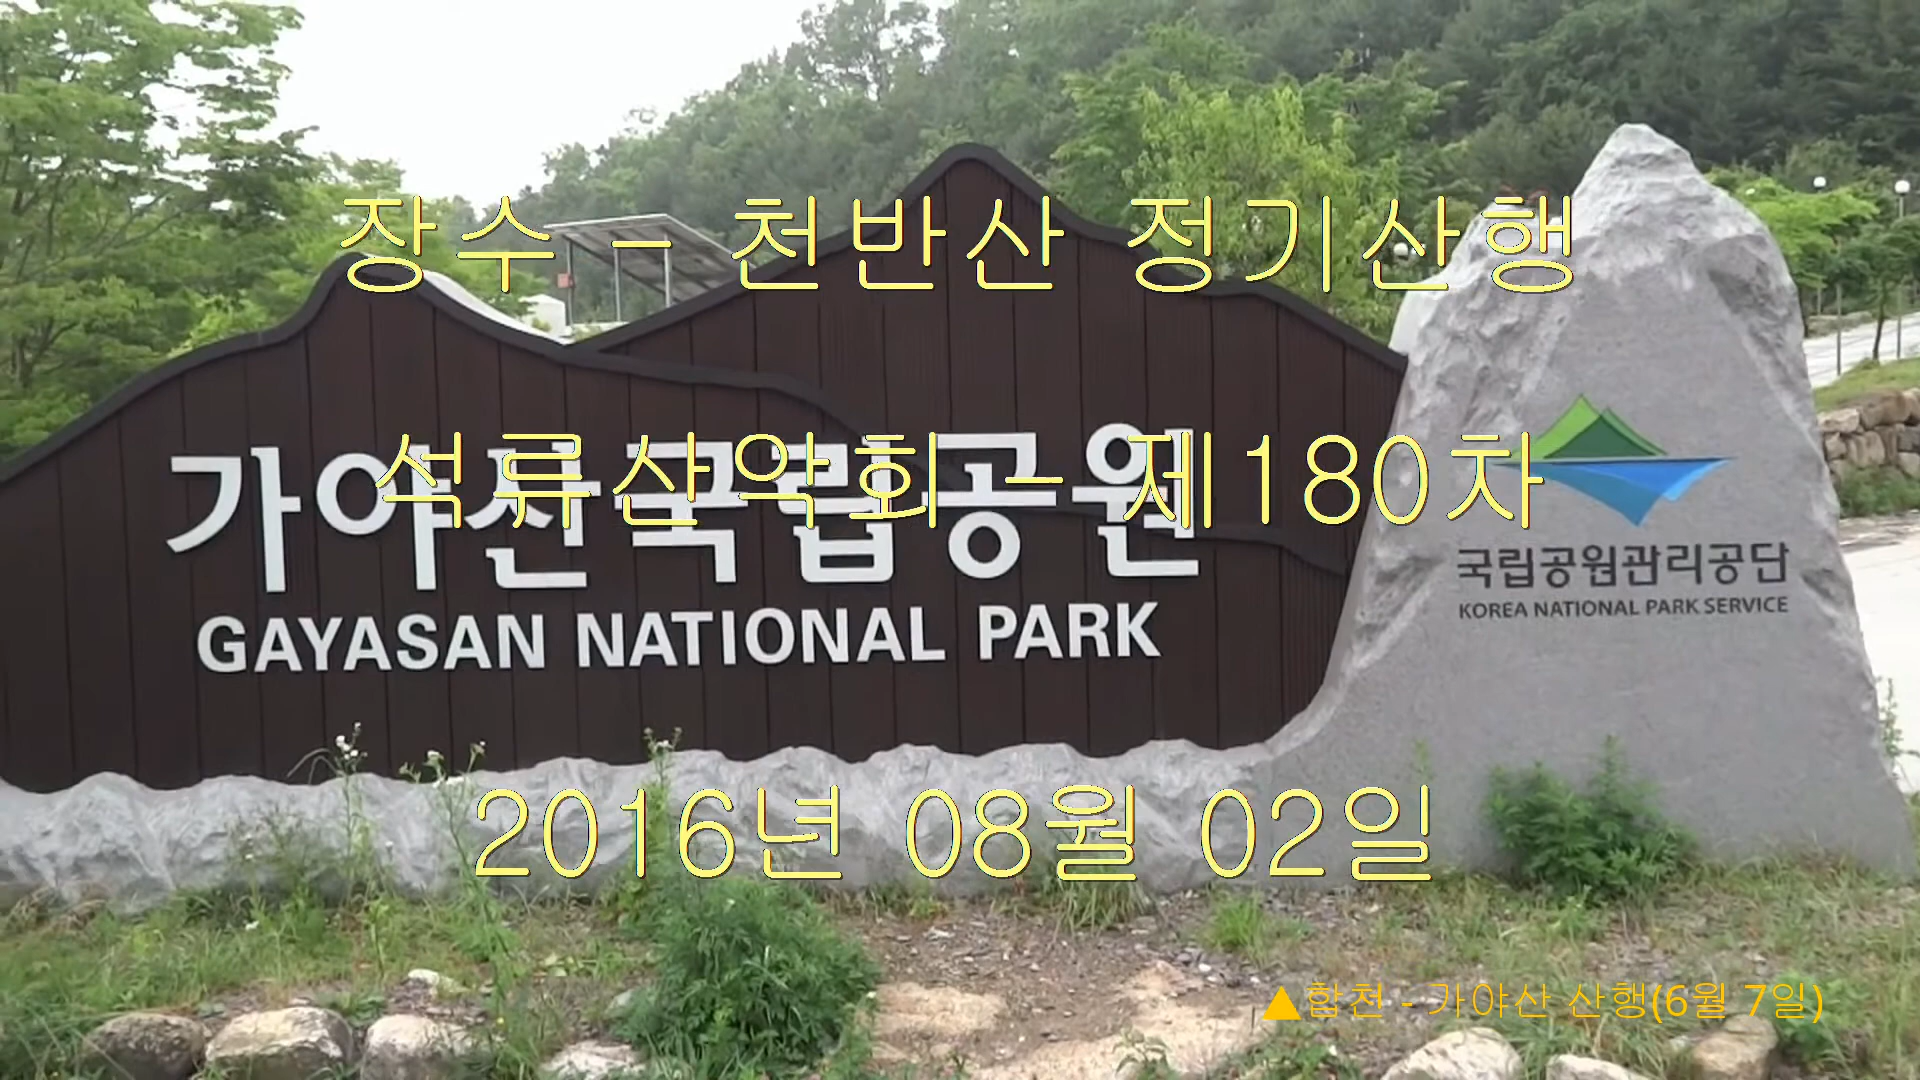 장수 - 천반산 정기산행
석류산악회 - 제180차
가야산국립공원
GAYASAN NATIONAL PARK
국립공원관리공단
KOREA NATIONAL PARK SERVICE
2016년 08월 02일
▲합천 - 가야산 산행(6월 7일)